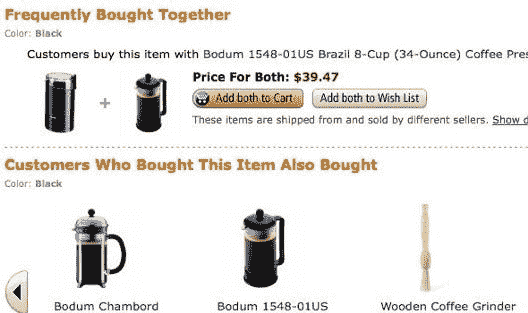 Frequently Bought Together
Color: Black
Customers buy this item with Bodum 1548-01US Brazil 8-Cup (34-Ounce) Coffee Pres
Price For Both: $39.47
Add both to Cart
Add both to Wish List
These items are shipped from and sold by different sellers. Show d
Customers Who Bought This Item Also Bought
Color: Black
Bodum Chambord
Bodum 1548-01US
Wooden Coffee Grinder